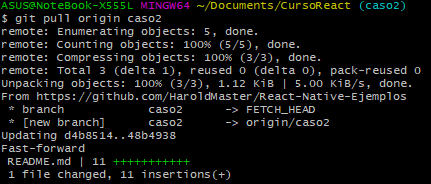 ASUS@NoteBook-X555L MINGW64 ~/Documents/CursoReact (caso2)
$ git pull origin caso2
remote: Enumerating objects: 5, done.
remote: Counting objects: 100% (5/5), done.
remote: Compressing objects: 100% (3/3), done.
remote: Total 3 (delta 1), reused 0 (delta 0), pack-reused 0
Unpacking objects: 100% (3/3), 1.12 KiB | 5.00 KiB/s, done.
From https://github.com/HaroldMaster/React-Native-Ejemplos
 * branch            caso2      -> FETCH_HEAD
 * [new branch]      caso2      -> origin/caso2
Updating d4b8514..48b4938
Fast-forward
 README.md | 11 +++++++++++
 1 file changed, 11 insertions(+)